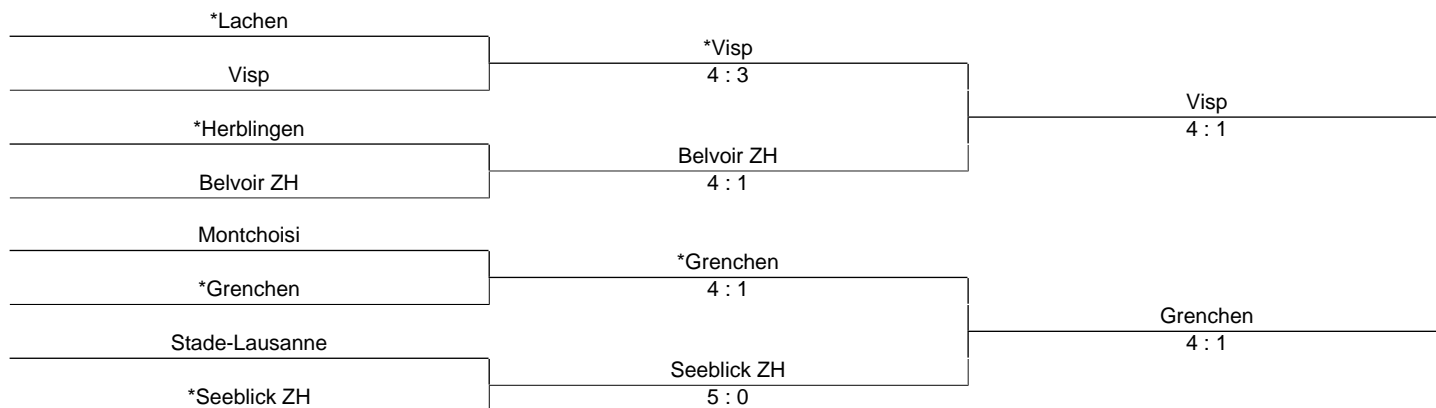 *Lachen
Visp
*Herblingen
Belvoir ZH
Montchoisi
*Grenchen
Stade-Lausanne
*Seeblick ZH
*Visp
4 : 3
Belvoir ZH
4 : 1
*Grenchen
4 : 1
Seeblick ZH
5 : 0
Visp
4 : 1
Grenchen
4 : 1